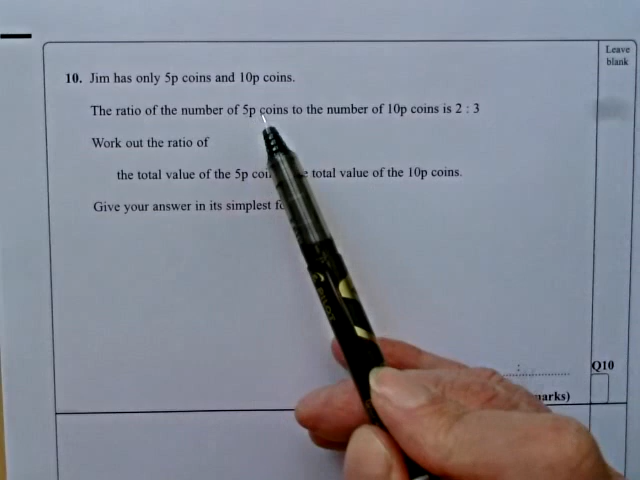 Leave
blank
10. Jim has only 5p coins and 10p coins.
The ratio of the number of 5p coins to the number of 10p coins is 2 : 3
Work out the ratio of
the total value of the 5p total value of the 10p coins.
Give your answer in its simplest
PILOT
Q10